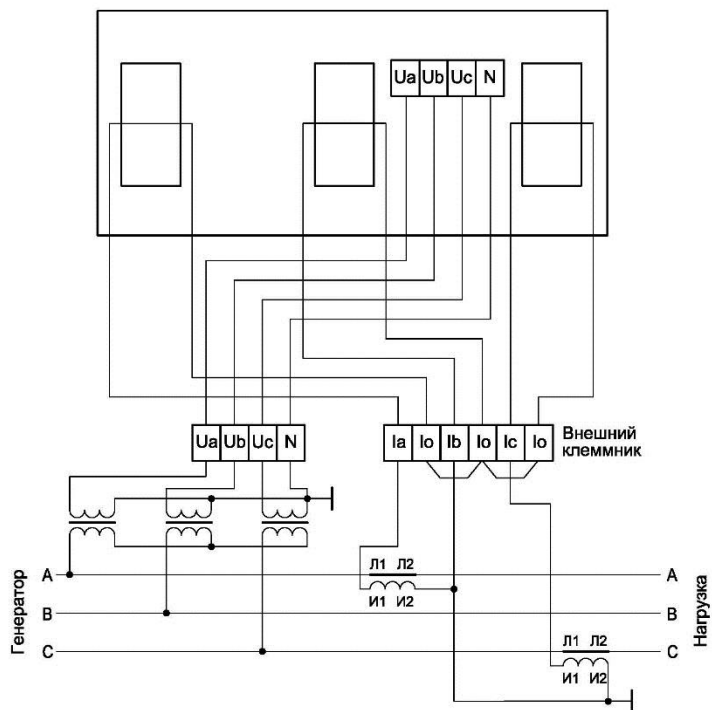 Ua Ub Uc N
Ua Ub Uc N
Ia Io Ib Io Ic Io
Внешний
клеммник
Генератор
A
B
C
Л1 Л2
И1 И2
Л1 Л2
И1 И2
A
B
C
Нагрузка